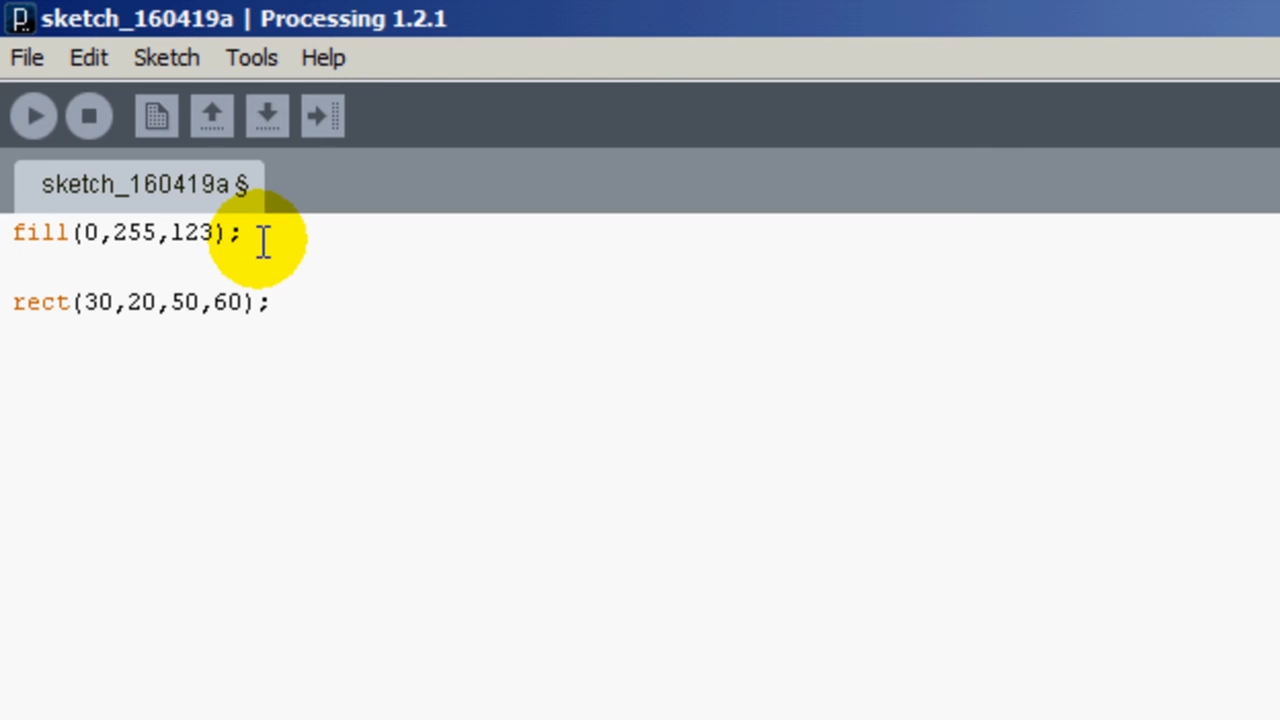 sketch_160419a | Processing 1.2.1
File Edit Sketch Tools Help
sketch_160419a §
fill(0,255,123);
rect(30,20,50,60);